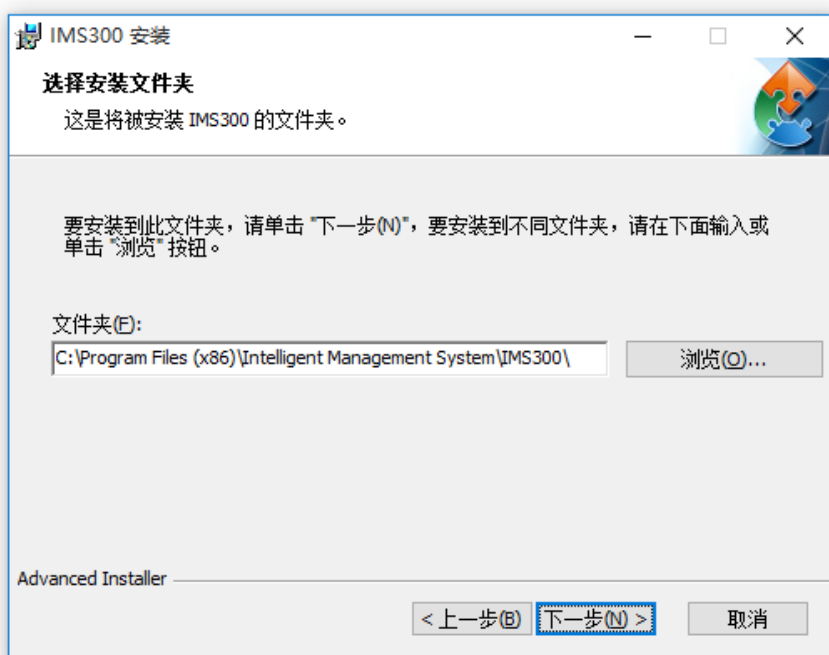 IMS300 安装
选择安装文件夹
这是将被安装 IMS300 的文件夹。
要安装到此文件夹，请单击 "下一步(N)"，要安装到不同文件夹，请在下面输入或
单击 "浏览" 按钮。
文件夹(F):
C:\Program Files (x86)\Intelligent Management System\IMS300\
浏览(O)...
Advanced Installer
< 上一步(B)
下一步(N) >
取消